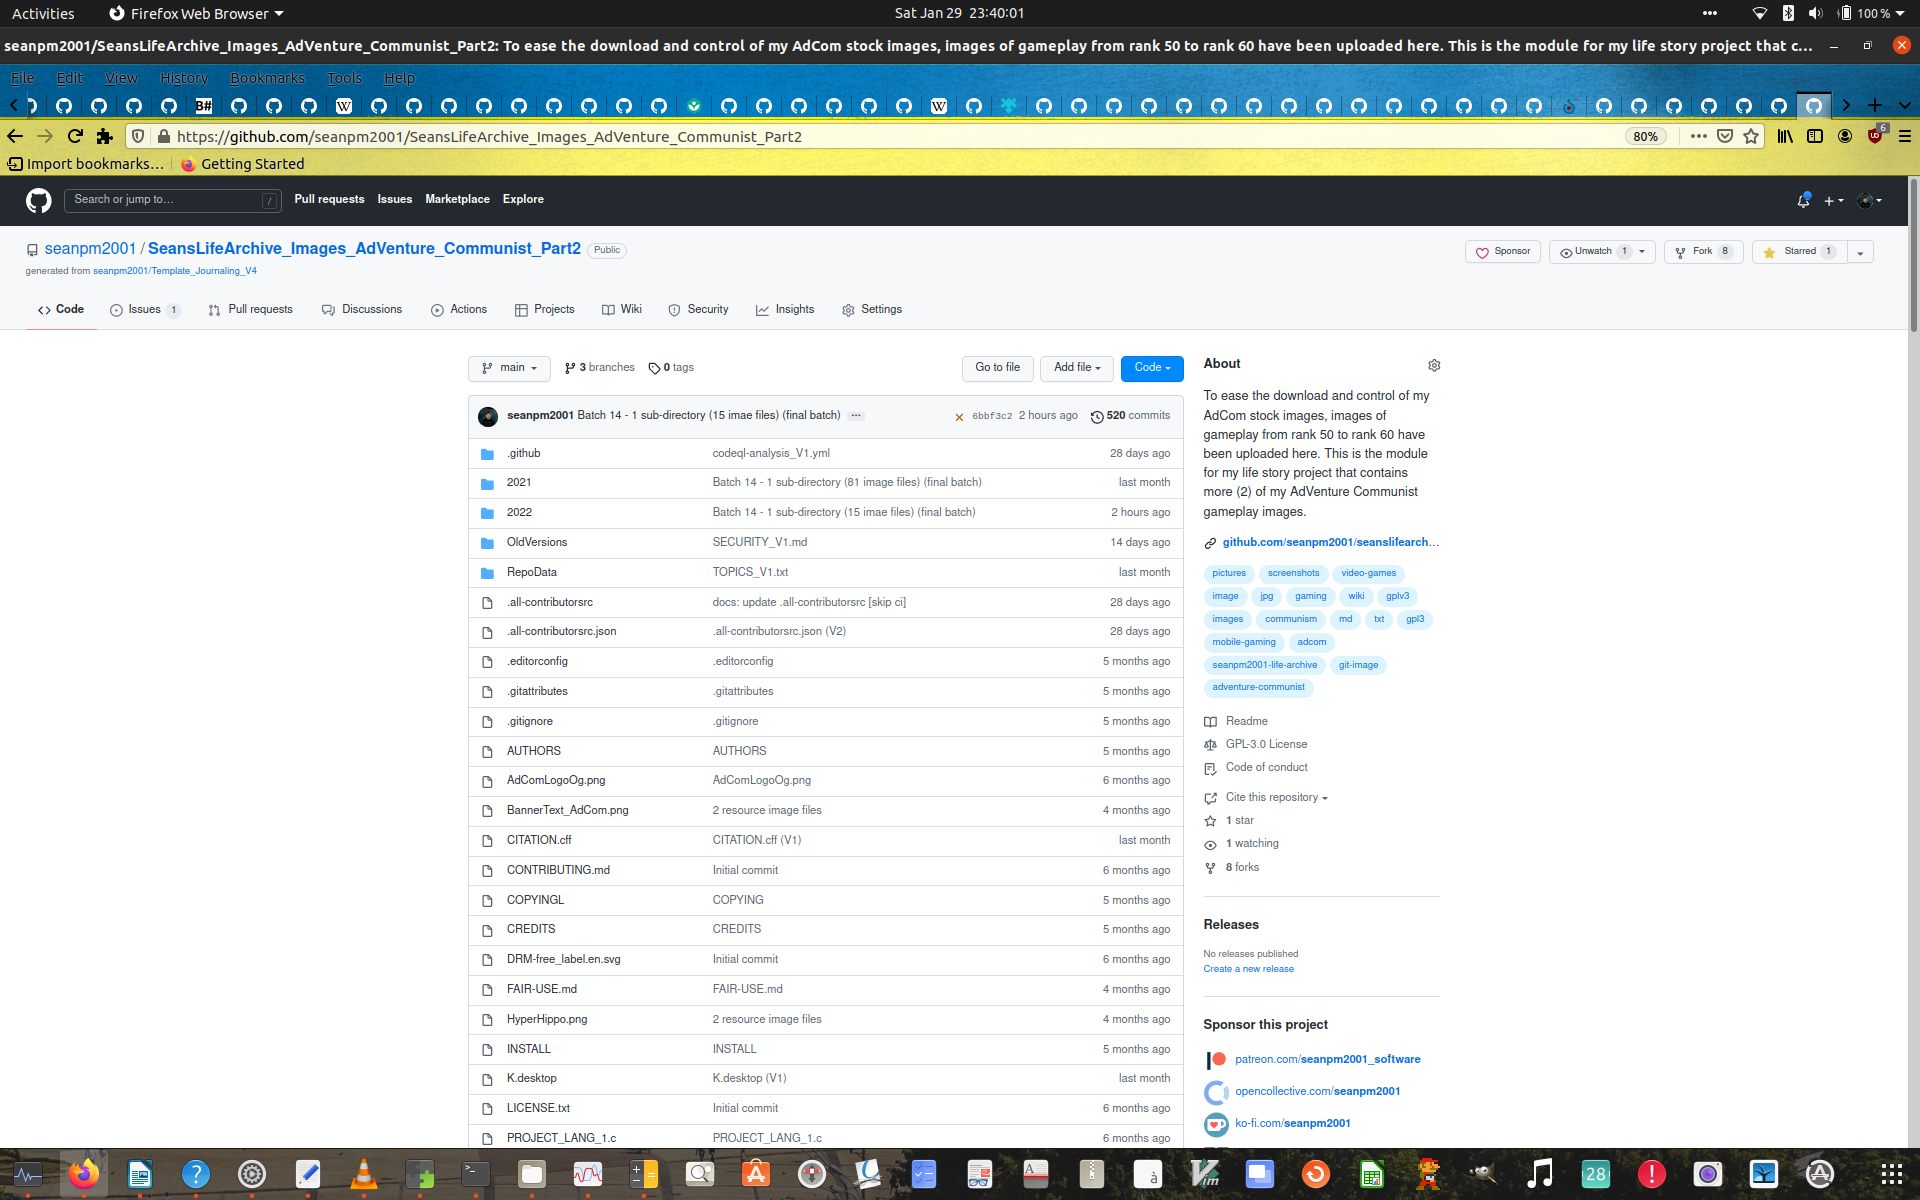 Activities Firefox Web Browser Sat Jan 29 23:40:01 100 %
seanpm2001/SeansLifeArchive_Images_AdVenture_Communist_Part2: To ease the download and control of my AdCom stock images, images of gameplay from rank 50 to rank 60 have been uploaded here. This is the module for my life story project that c...
File Edit View History Bookmarks Tools Help
B# W W
https://github.com/seanpm2001/SeansLifeArchive_Images_AdVenture_Communist_Part2 80% 6
Import bookmarks... Getting Started
Search or jump to... / Pull requests Issues Marketplace Explore
seanpm2001 / SeansLifeArchive_Images_AdVenture_Communist_Part2 Public
Sponsor Unwatch 1 Fork 8 Starred 1
generated from seanpm2001/Template_Journaling_V4
Code Issues 1 Pull requests Discussions Actions Projects Wiki Security Insights Settings
main 3 branches 0 tags Go to file Add file Code
seanpm2001 Batch 14 - 1 sub-directory (15 imae files) (final batch) ... 6bbf3c2 2 hours ago 520 commits
.github codeql-analysis_V1.yml 28 days ago
2021 Batch 14 - 1 sub-directory (81 image files) (final batch) last month
2022 Batch 14 - 1 sub-directory (15 imae files) (final batch) 2 hours ago
OldVersions SECURITY_V1.md 14 days ago
RepoData TOPICS_V1.txt last month
.all-contributorsrc docs: update .all-contributorsrc [skip ci] 28 days ago
.all-contributorsrc.json .all-contributorsrc.json (V2) 28 days ago
.editorconfig .editorconfig 5 months ago
.gitattributes .gitattributes 5 months ago
.gitignore .gitignore 5 months ago
AUTHORS AUTHORS 5 months ago
AdComLogoOg.png AdComLogoOg.png 6 months ago
BannerText_AdCom.png 2 resource image files 4 months ago
CITATION.cff CITATION.cff (V1) last month
CONTRIBUTING.md Initial commit 6 months ago
COPYINGL COPYING 5 months ago
CREDITS CREDITS 5 months ago
DRM-free_label.en.svg Initial commit 6 months ago
FAIR-USE.md FAIR-USE.md 4 months ago
HyperHippo.png 2 resource image files 4 months ago
INSTALL INSTALL 5 months ago
K.desktop K.desktop (V1) last month
LICENSE.txt Initial commit 6 months ago
PROJECT_LANG_1.c PROJECT_LANG_1.c 6 months ago
About
To ease the download and control of my
AdCom stock images, images of
gameplay from rank 50 to rank 60 have
been uploaded here. This is the module
for my life story project that contains
more (2) of my AdVenture Communist
gameplay images.
github.com/seanpm2001/seanslifearch...
pictures screenshots video-games
image jpg gaming wiki gplv3
images communism md txt gpl3
mobile-gaming adcom
seanpm2001-life-archive git-image
adventure-communist
Readme
GPL-3.0 License
Code of conduct
Cite this repository
1 star
1 watching
8 forks
Releases
No releases published
Create a new release
Sponsor this project
patreon.com/seanpm2001_software
opencollective.com/seanpm2001
ko-fi.com/seanpm2001
28